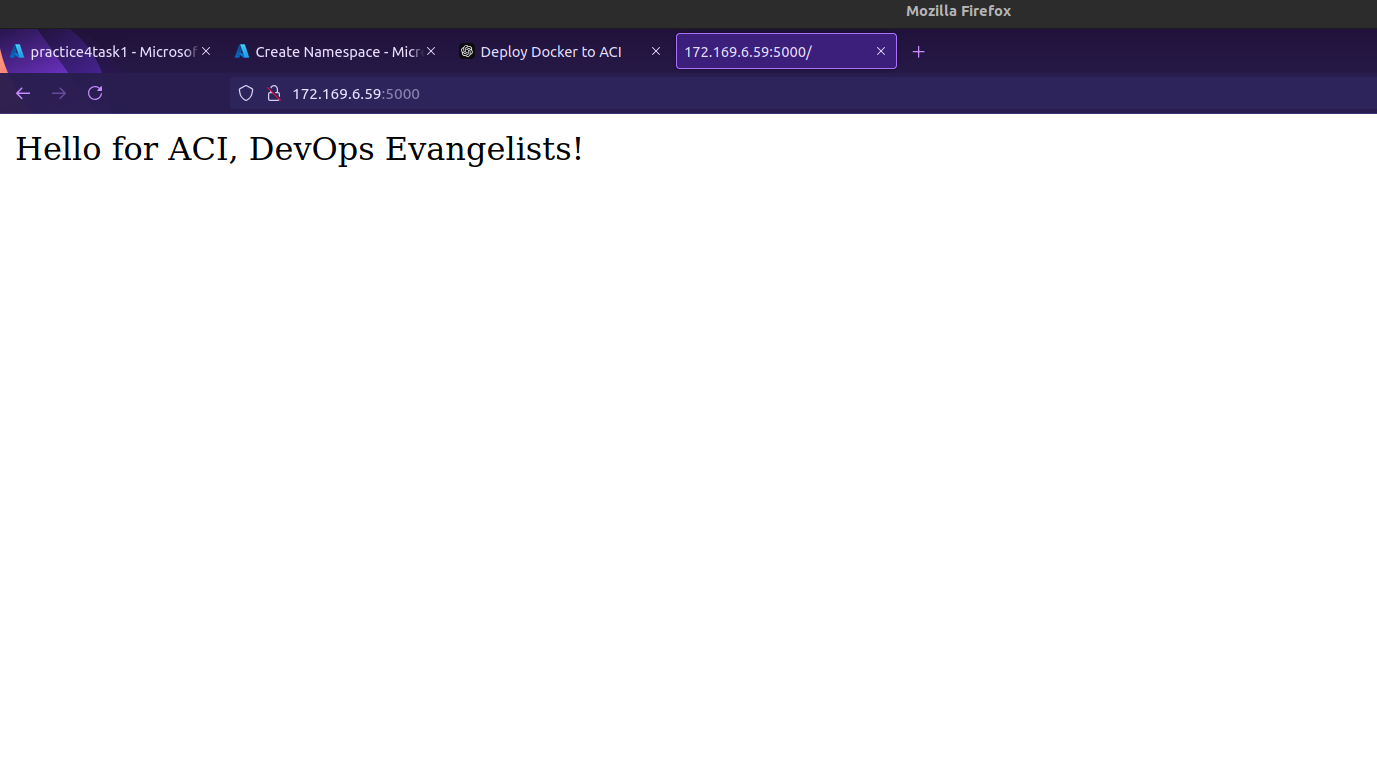 Mozilla Firefox
practice4task1 - Microsof
Create Namespace - Micr
Deploy Docker to ACI
172.169.6.59:5000/
172.169.6.59:5000
Hello for ACI, DevOps Evangelists!